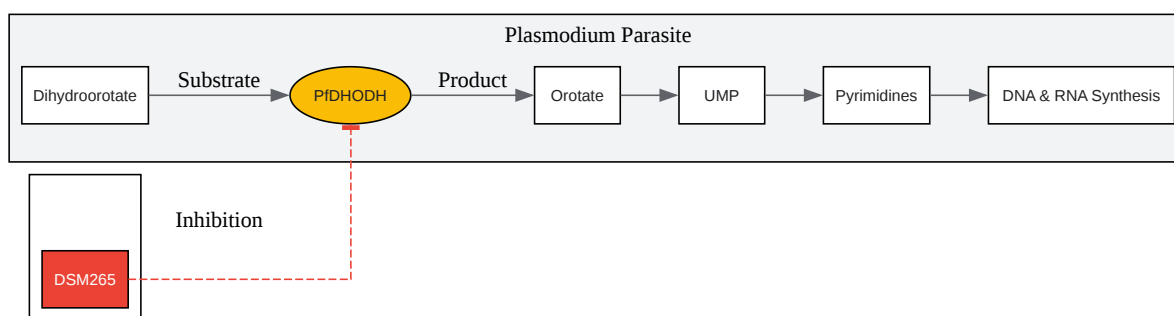 Plasmodium Parasite
Substrate
Product
Dihydroorotate
PfDHODH
Orotate
UMP
Pyrimidines
DNA & RNA Synthesis
Inhibition
DSM265